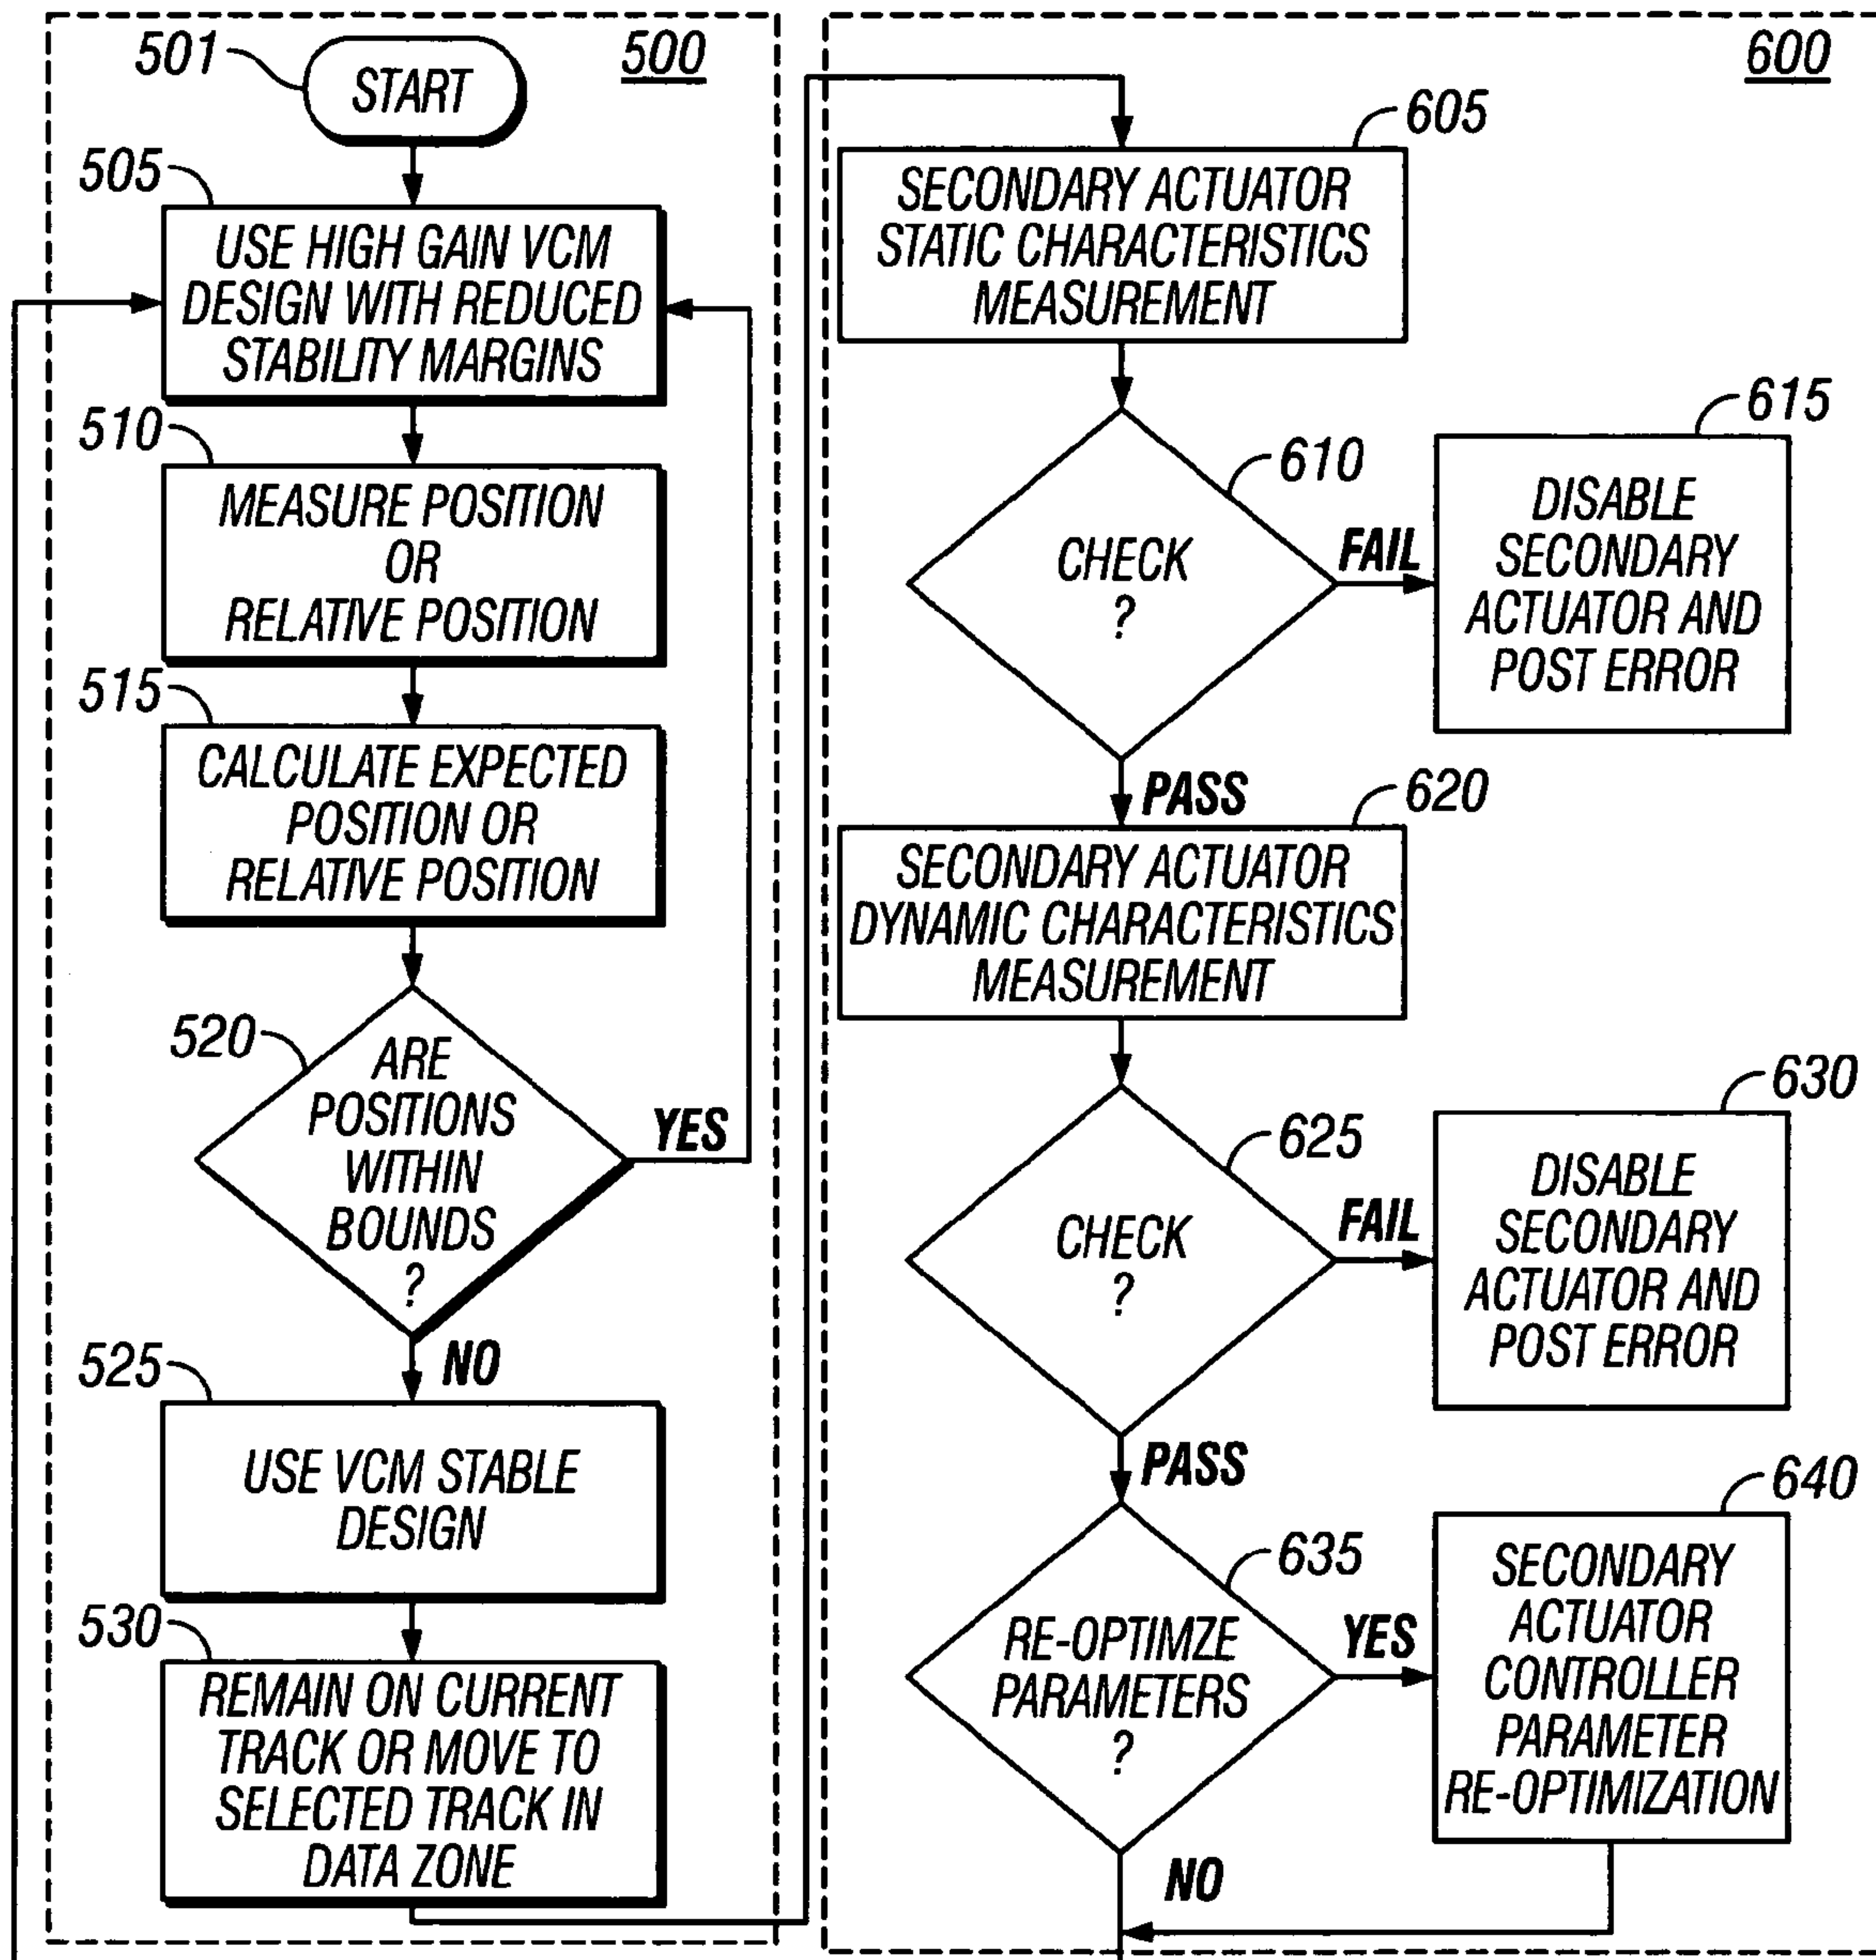 500
501
START
505
USE HIGH GAIN VCM
DESIGN WITH REDUCED
STABILITY MARGINS
510
MEASURE POSITION
OR
RELATIVE POSITION
515
CALCULATE EXPECTED
POSITION OR
RELATIVE POSITION
520
ARE
POSITIONS
WITHIN
BOUNDS
?
YES
NO
525
USE VCM STABLE
DESIGN
530
REMAIN ON CURRENT
TRACK OR MOVE TO
SELECTED TRACK IN
DATA ZONE
600
605
SECONDARY ACTUATOR
STATIC CHARACTERISTICS
MEASUREMENT
610
CHECK
?
FAIL
615
DISABLE
SECONDARY
ACTUATOR AND
POST ERROR
PASS
620
SECONDARY ACTUATOR
DYNAMIC CHARACTERISTICS
MEASUREMENT
625
CHECK
?
FAIL
630
DISABLE
SECONDARY
ACTUATOR AND
POST ERROR
PASS
635
RE-OPTIMZE
PARAMETERS
?
YES
640
SECONDARY
ACTUATOR
CONTROLLER
PARAMETER
RE-OPTIMIZATION
NO